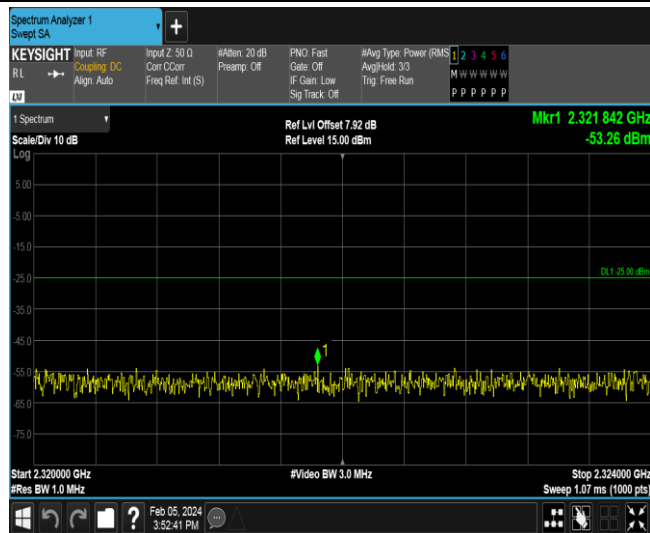 Spectrum Analyzer 1
Swept SA
+
KEYSIGHT Input: RF Input Z: 50 Ω #Atten: 20 dB PNO: Fast #Avg Type: Power (RMS 1 2 3 4 5 6
RL Coupling: DC Corr CCorr Preamp: Off Gate: Off Avg|Hold: 3/3 M W W W W W
Align: Auto Freq Ref: Int (S) IF Gain: Low Trig: Free Run
Sig Track: Off P P P P P P
LXI
1 Spectrum Ref Lvl Offset 7.92 dB Mkr1 2.321 842 GHz
Scale/Div 10 dB Ref Level 15.00 dBm -53.26 dBm
Log
5.00
-5.00
-15.0
DL1 -25.00 dBm
-25.0
-35.0
-45.0
1
-55.0
-65.0
-75.0
Start 2.320000 GHz #Video BW 3.0 MHz Stop 2.324000 GHz
#Res BW 1.0 MHz Sweep 1.07 ms (1000 pts)
? Feb 05, 2024
3:52:41 PM